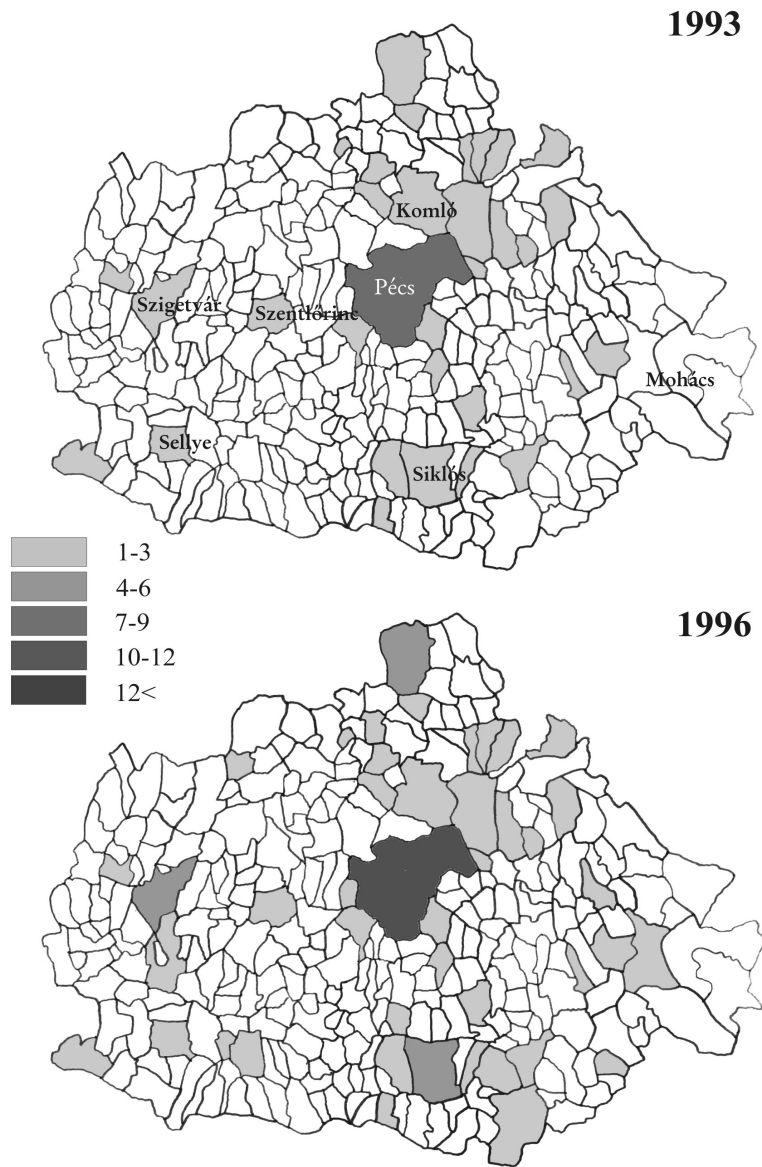 1993
Komló
Pécs
Szigetvár
Szentlőrinc
Mohács
Sellye
Siklós
1-3
4-6
7-9
10-12
12<
1996